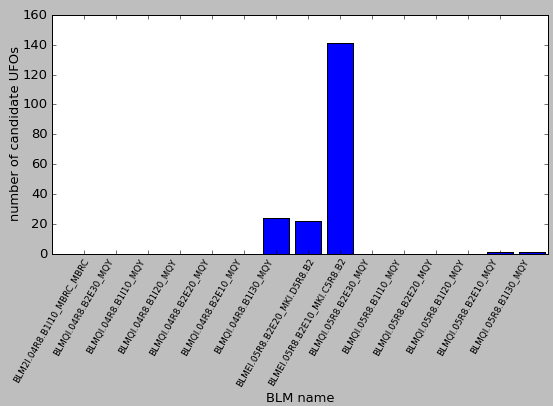 160
140
120
100
80
60
40
20
0
number of candidate UFOs
BLM2I.04R8.B1I10_MBRC_MBRC
BLMQI.04R8.B2E30_MQY
BLMQI.04R8.B1I10_MQY
BLMQI.04R8.B1I20_MQY
BLMQI.04R8.B2E20_MQY
BLMQI.04R8.B2E10_MQY
BLMQI.04R8.B1I30_MQY
BLMEI.05R8.B2E20_MKI.D5R8.B2
BLMEI.05R8.B2E10_MKI.C5R8.B2
BLMQI.05R8.B2E30_MQY
BLMQI.05R8.B1I10_MQY
BLMQI.05R8.B2E20_MQY
BLMQI.05R8.B1I20_MQY
BLMQI.05R8.B2E10_MQY
BLMQI.05R8.B1I30_MQY
BLM name